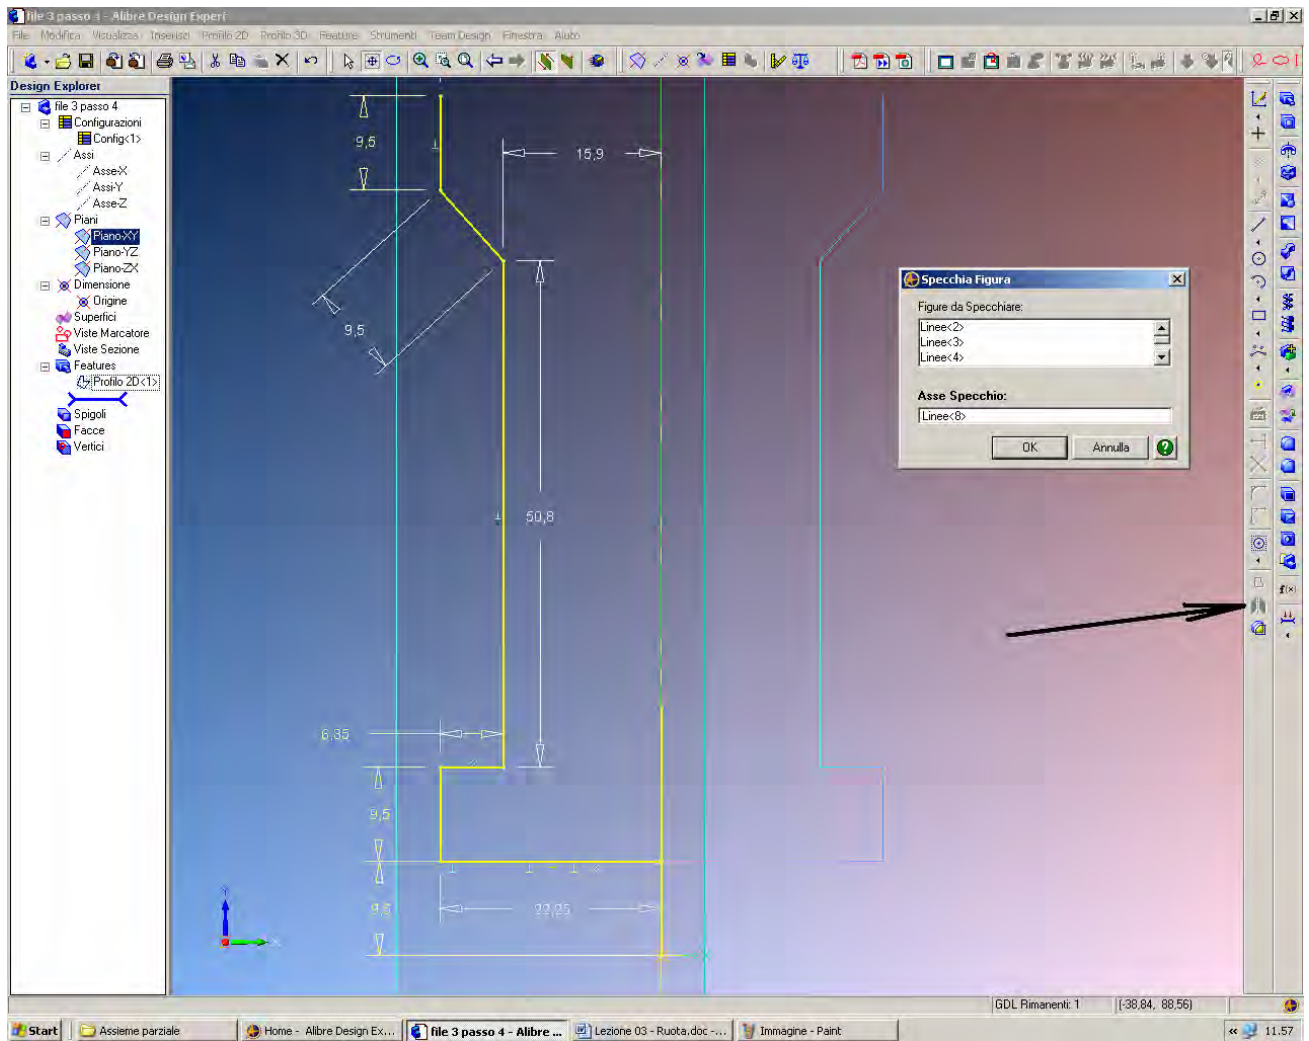 file 3 passo 4 - Alibre Design Expert
File Modifica Visualizza Inserisci Profilo 2D Profilo 3D Feature Strumenti Team Design Finestra Aiuto
Design Explorer
file 3 passo 4
Configurazioni
Config<1>
Assi
Asse-X
Assi-Y
Asse-Z
Piani
Piano-XY
Piano-YZ
Piano-ZX
Dimensione
Origine
Superfici
Viste Marcatore
Viste Sezione
Features
Profilo 2D<1>
Spigoli
Facce
Vertici
9,5
15,9
9,5
50,8
6,35
9,5
9,5
22,25
Specchia Figura
Figure da Specchiare:
Linee<2>
Linee<3>
Linee<4>
Asse Specchio:
Linee<8>
OK Annulla ?
f(x)
GDL Rimanenti: 1 (-38,84, 88,56)
Start Assieme parziale Home - Alibre Design Ex... file 3 passo 4 - Alibre ... Lezione 03 - Ruota.doc -... Immagine - Paint « 11.57